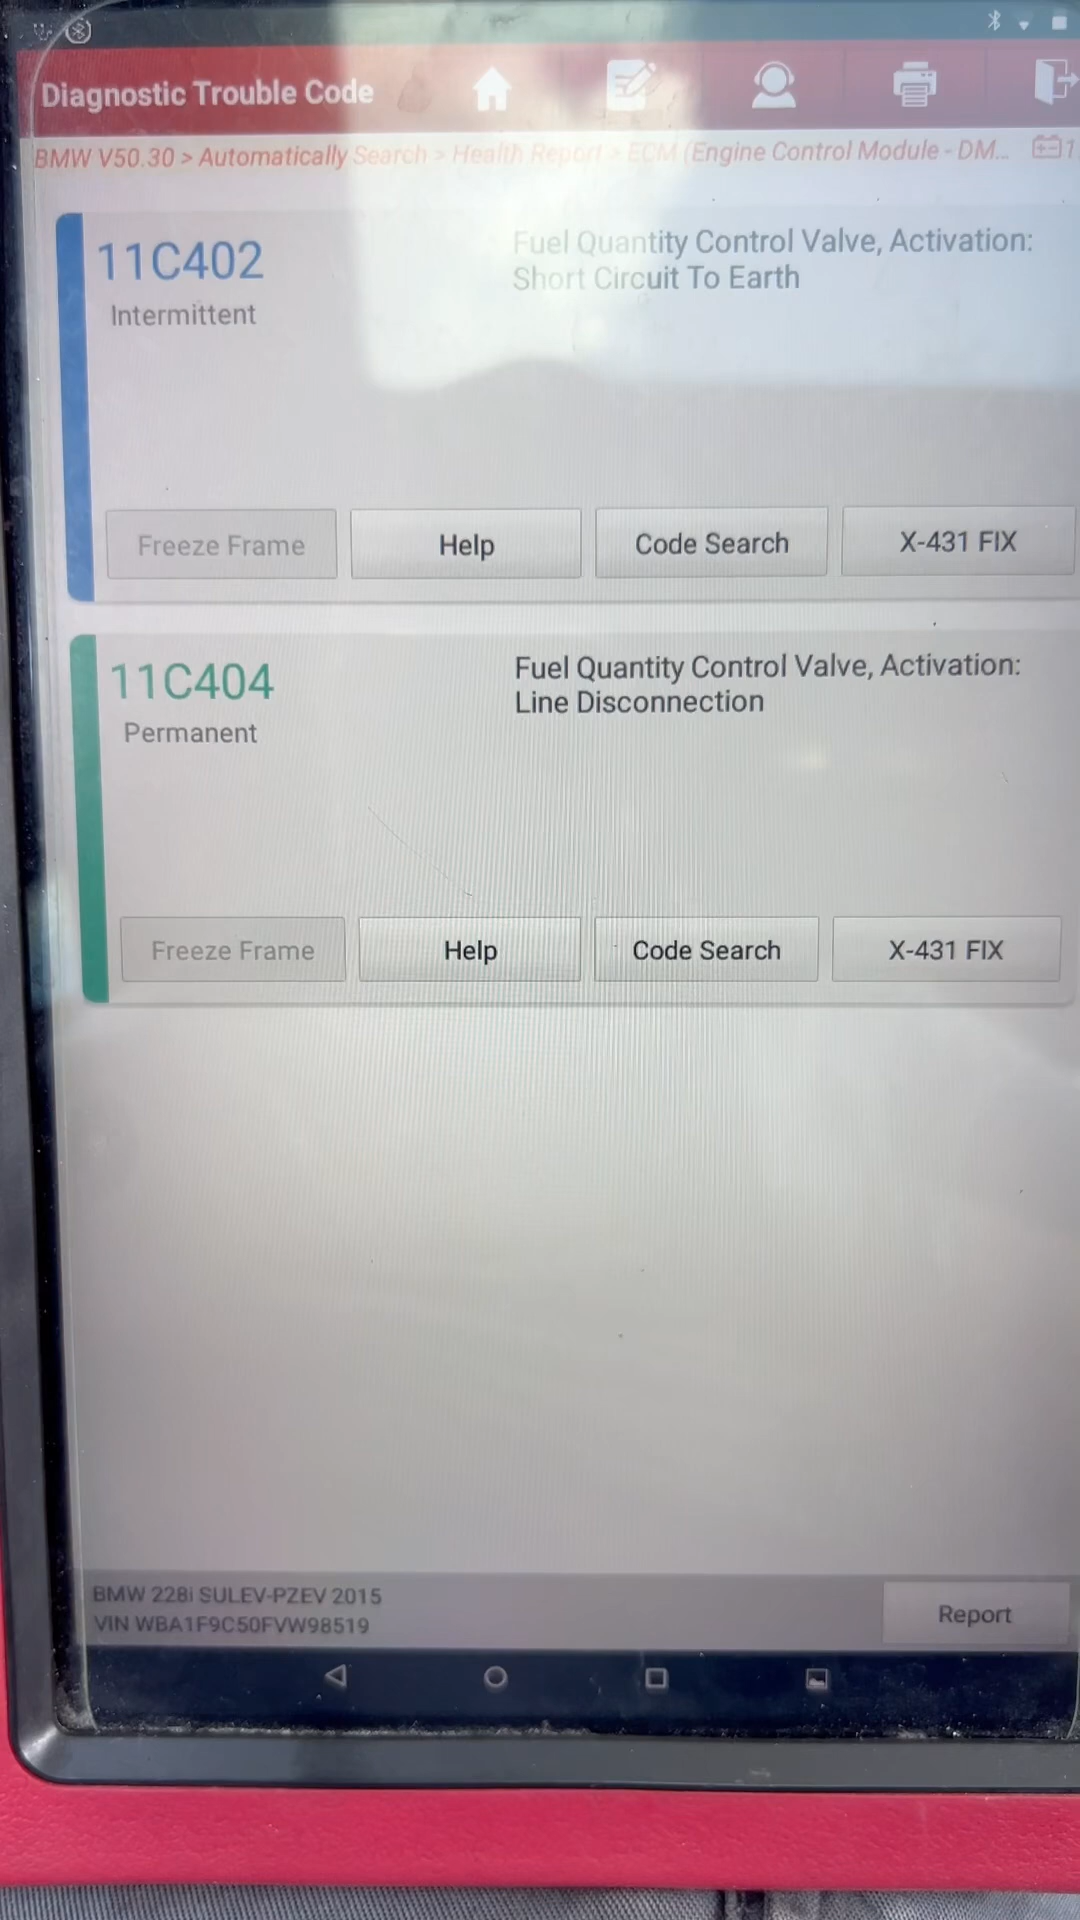 Diagnostic Trouble Code
BMW V50.30 > Automatically Search > Health Report > ECM (Engine Control Module - DM...
11C402
Fuel Quantity Control Valve, Activation:
Short Circuit To Earth
Intermittent
Freeze Frame
Help
Code Search
X-431 FIX
11C404
Fuel Quantity Control Valve, Activation:
Line Disconnection
Permanent
Freeze Frame
Help
Code Search
X-431 FIX
BMW 228i SULEV-PZEV 2015
VIN WBA1F9C50FVW98519
Report